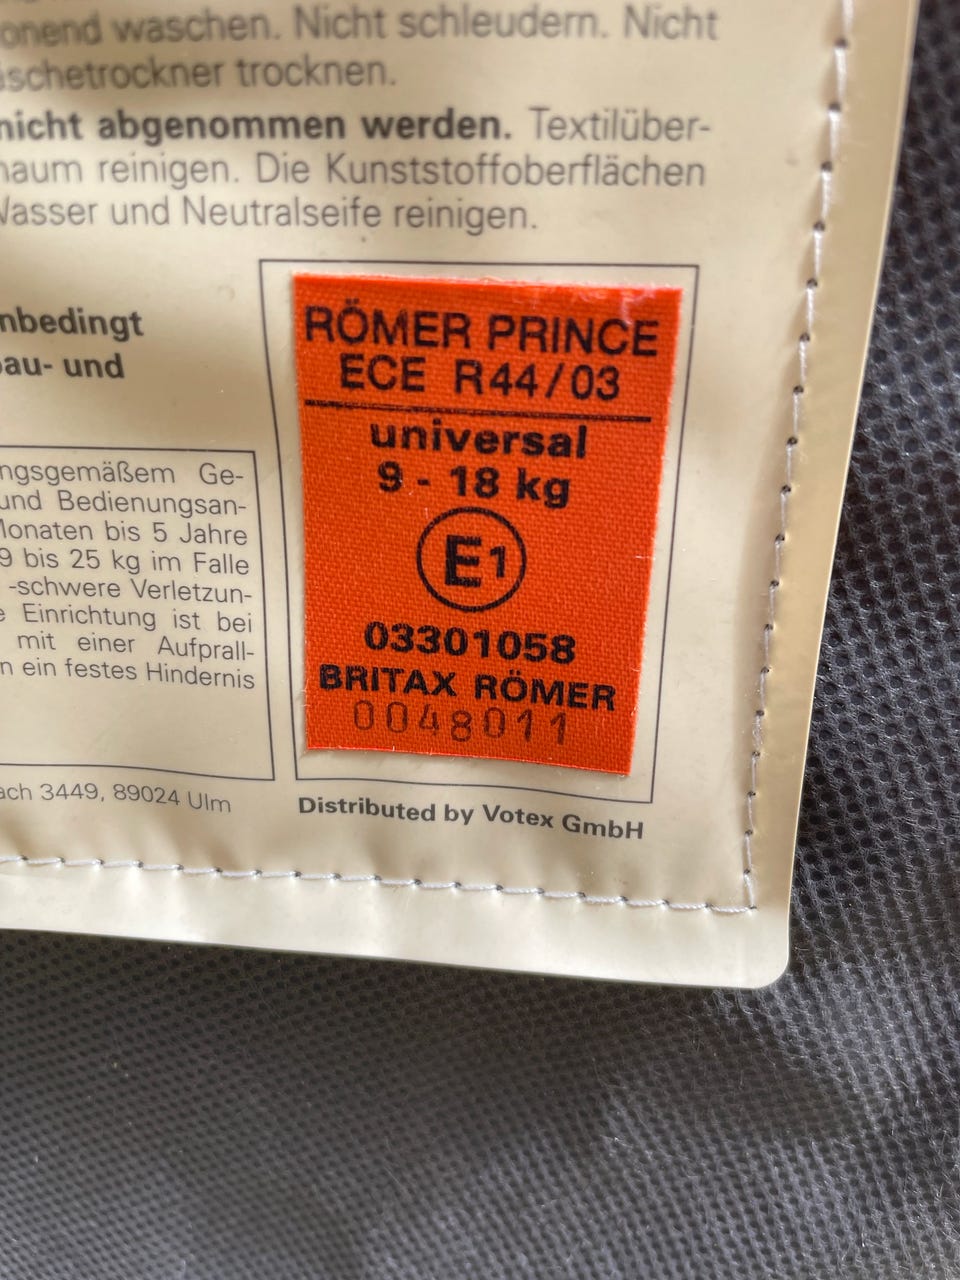 onend waschen. Nicht schleudern. Nicht
äschetrockner trocknen.
nicht abgenommen werden. Textilüber-
haum reinigen. Die Kunststoffoberflächen
Wasser und Neutralseife reinigen.
nbedingt
bau- und
ngsgemäßem Ge-
und Bedienungsan-
Monaten bis 5 Jahre
9 bis 25 kg im Falle
-schwere Verletzun-
e Einrichtung ist bei
mit einer Aufprall-
n ein festes Hindernis
ach 3449, 89024 Ulm
RÖMER PRINCE
ECE R44/03
universal
9 - 18 kg
E1
03301058
BRITAX RÖMER
0048011
Distributed by Votex GmbH